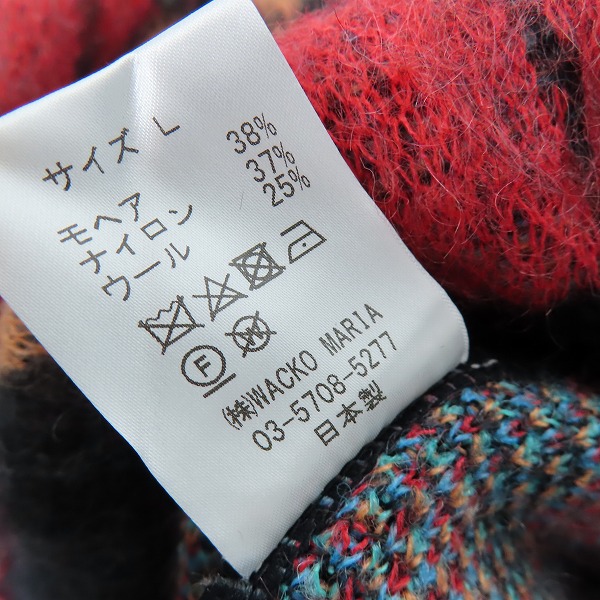 サイズ L
モヘア 38%
ナイロン 37%
ウール 25%
F W
(株)WACKO MARIA
03-5708-5277
日本製